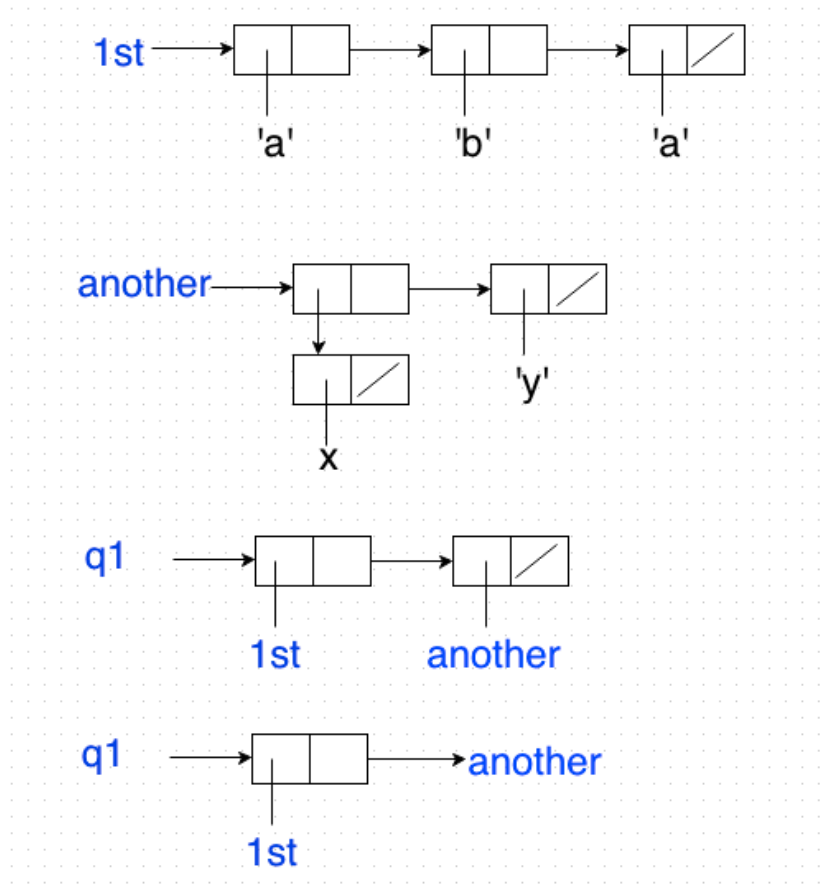 1st
'a' 'b' 'a'
another
'y'
x
q1
1st another
q1
another
1st